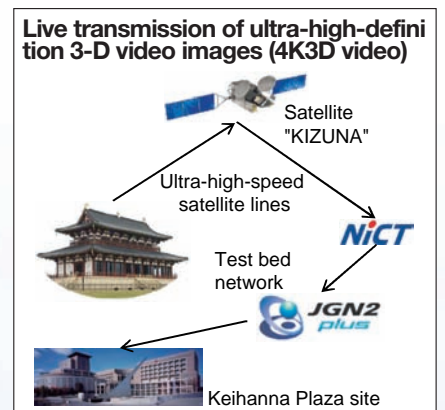 Live transmission of ultra-high-defini
tion 3-D video images (4K3D video)
Satellite
"KIZUNA"
Ultra-high-speed
satellite lines
NiCT
Test bed
network
JGN2
plus
Keihanna Plaza site